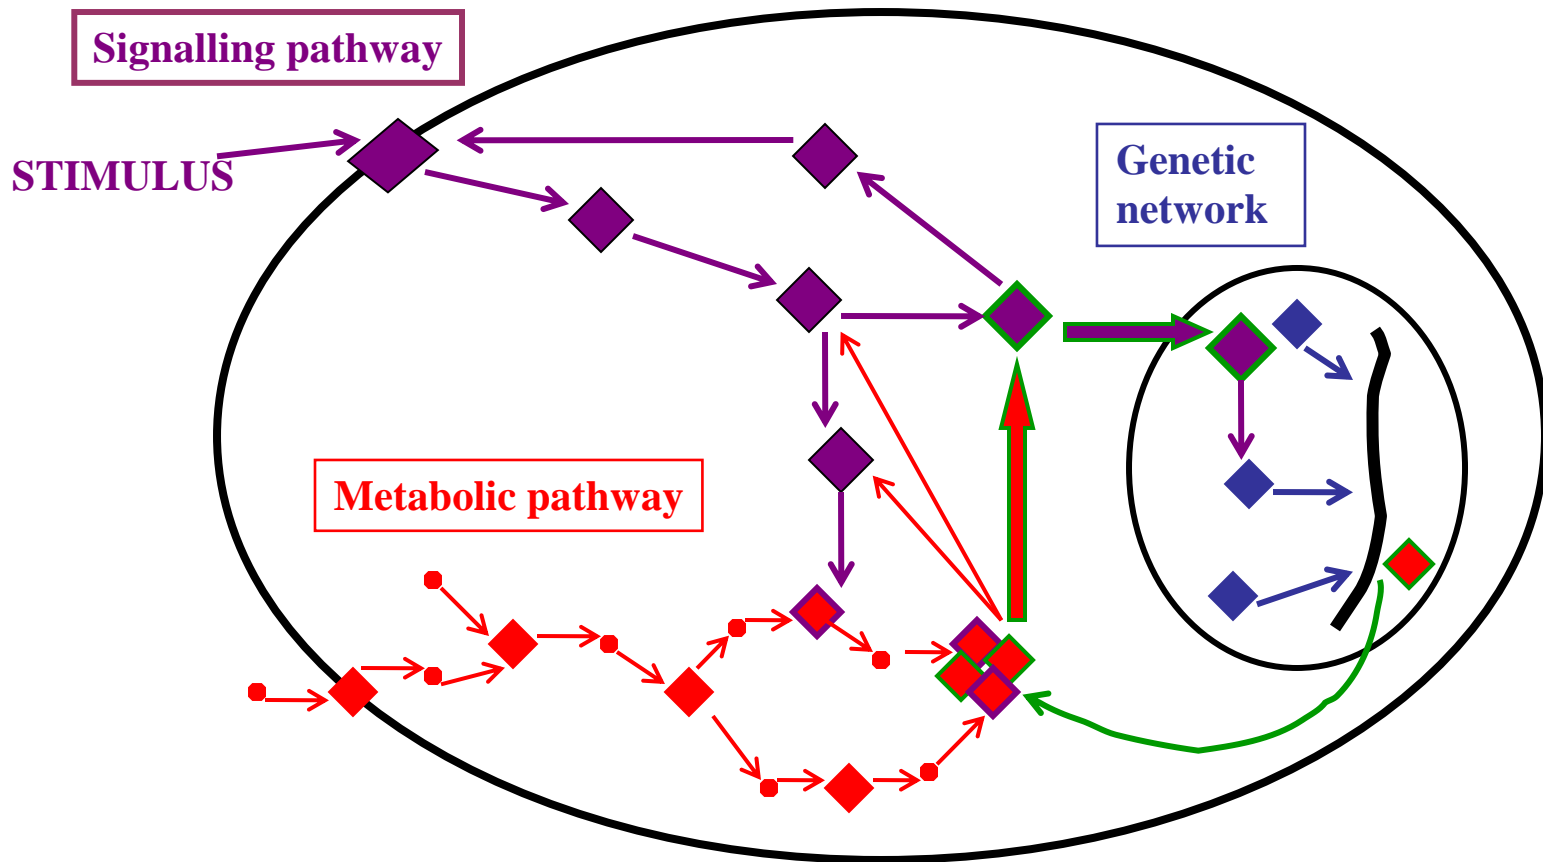 Signalling pathway
STIMULUS
Genetic
network
Metabolic pathway